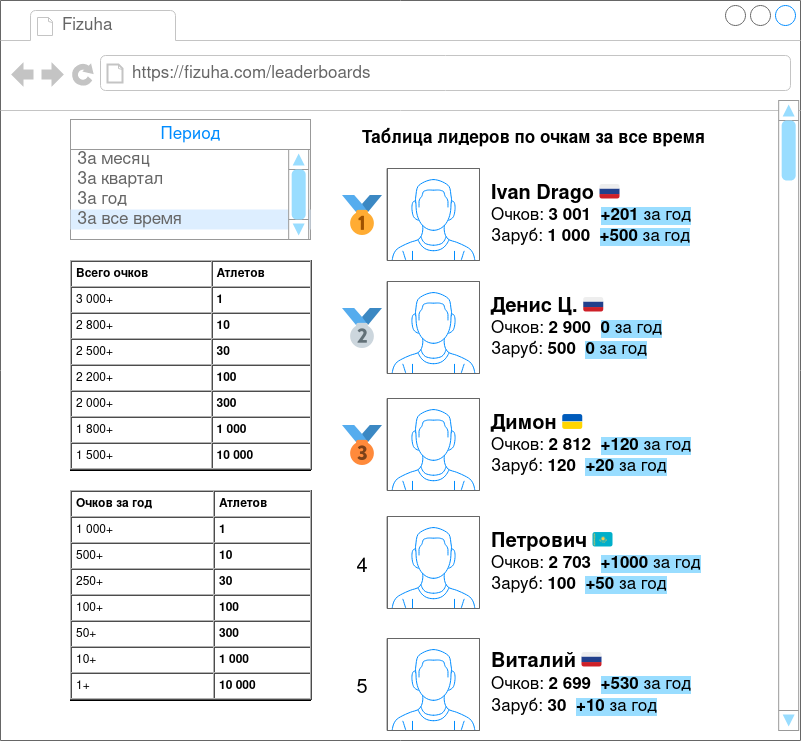 Fizuha
https://fizuha.com/leaderboards
Период
За месяц
За квартал
За год
За все время
Всего очков Атлетов
3 000+ 1
2 800+ 10
2 500+ 30
2 200+ 100
2 000+ 300
1 800+ 1 000
1 500+ 10 000
Очков за год Атлетов
1 000+ 1
500+ 10
250+ 30
100+ 100
50+ 300
10+ 1 000
1+ 10 000
Таблица лидеров по очкам за все время
1
Ivan Drago
Очков: 3 001 +201 за год
Заруб: 1 000 +500 за год
2
Денис Ц.
Очков: 2 900 0 за год
Заруб: 500 0 за год
3
Димон
Очков: 2 812 +120 за год
Заруб: 120 +20 за год
4
Петрович
Очков: 2 703 +1000 за год
Заруб: 100 +50 за год
5
Виталий
Очков: 2 699 +530 за год
Заруб: 30 +10 за год